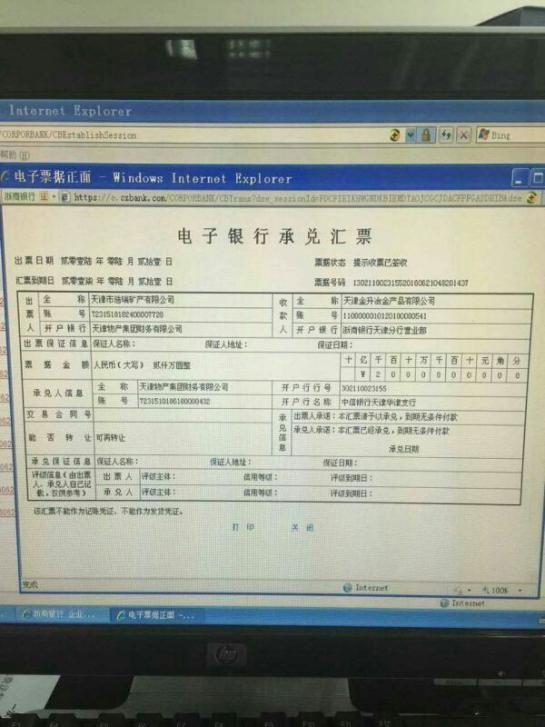 Internet Explorer
/CORPORBANK/CBEstablishSession
Bing
帮助(H)
电子票据正面 - Windows Internet Explorer
浙商银行
电子银行承兑汇票
出票日期 贰零壹陆 年 零陆 月 贰拾壹 日 票据状态 提示收票已签收
汇票到期日 贰零壹柒 年 零陆 月 贰拾壹 日 票据号码 130211002315520160621048201437
出票人 全 称 收款人 全 称 天津金升冶金产品有限公司
账 号 账 号
开户银行 天津物产集团财务有限公司 开户银行 浙商银行天津分行营业部
出票保证信息 保证人名称: 保证人地址: 保证日期:
票据金额 人民币(大写) 贰仟万圆整 十 亿 千 百 十 万 千 百 十 元 角 分
¥ 2 0 0 0 0 0 0 0 0 0
承兑人信息 全 称 天津物产集团财务有限公司 开户行行号 302110023155
账 号 开户行名称 中信银行天津华津支行
交易合同号 承兑信息 出票人承诺:本汇票请予以承兑,到期无条件付款
能否转让 可再转让 承兑人承诺:本汇票已经承兑,到期无条件付款
承兑日期
承兑保证信息 保证人名称: 保证人地址: 保证日期:
评级信息(由出票人、承兑人自己记载,仅供参考) 出票人 评级主体: 信用等级: 评级到期日:
承兑人 评级主体: 信用等级: 评级到期日:
该汇票不能作为记账凭证,不能作为发货凭证。
打 印 关 闭
完成 Internet 100%
Internet
浙商银行 企业... 电子票据正面 -...
hp